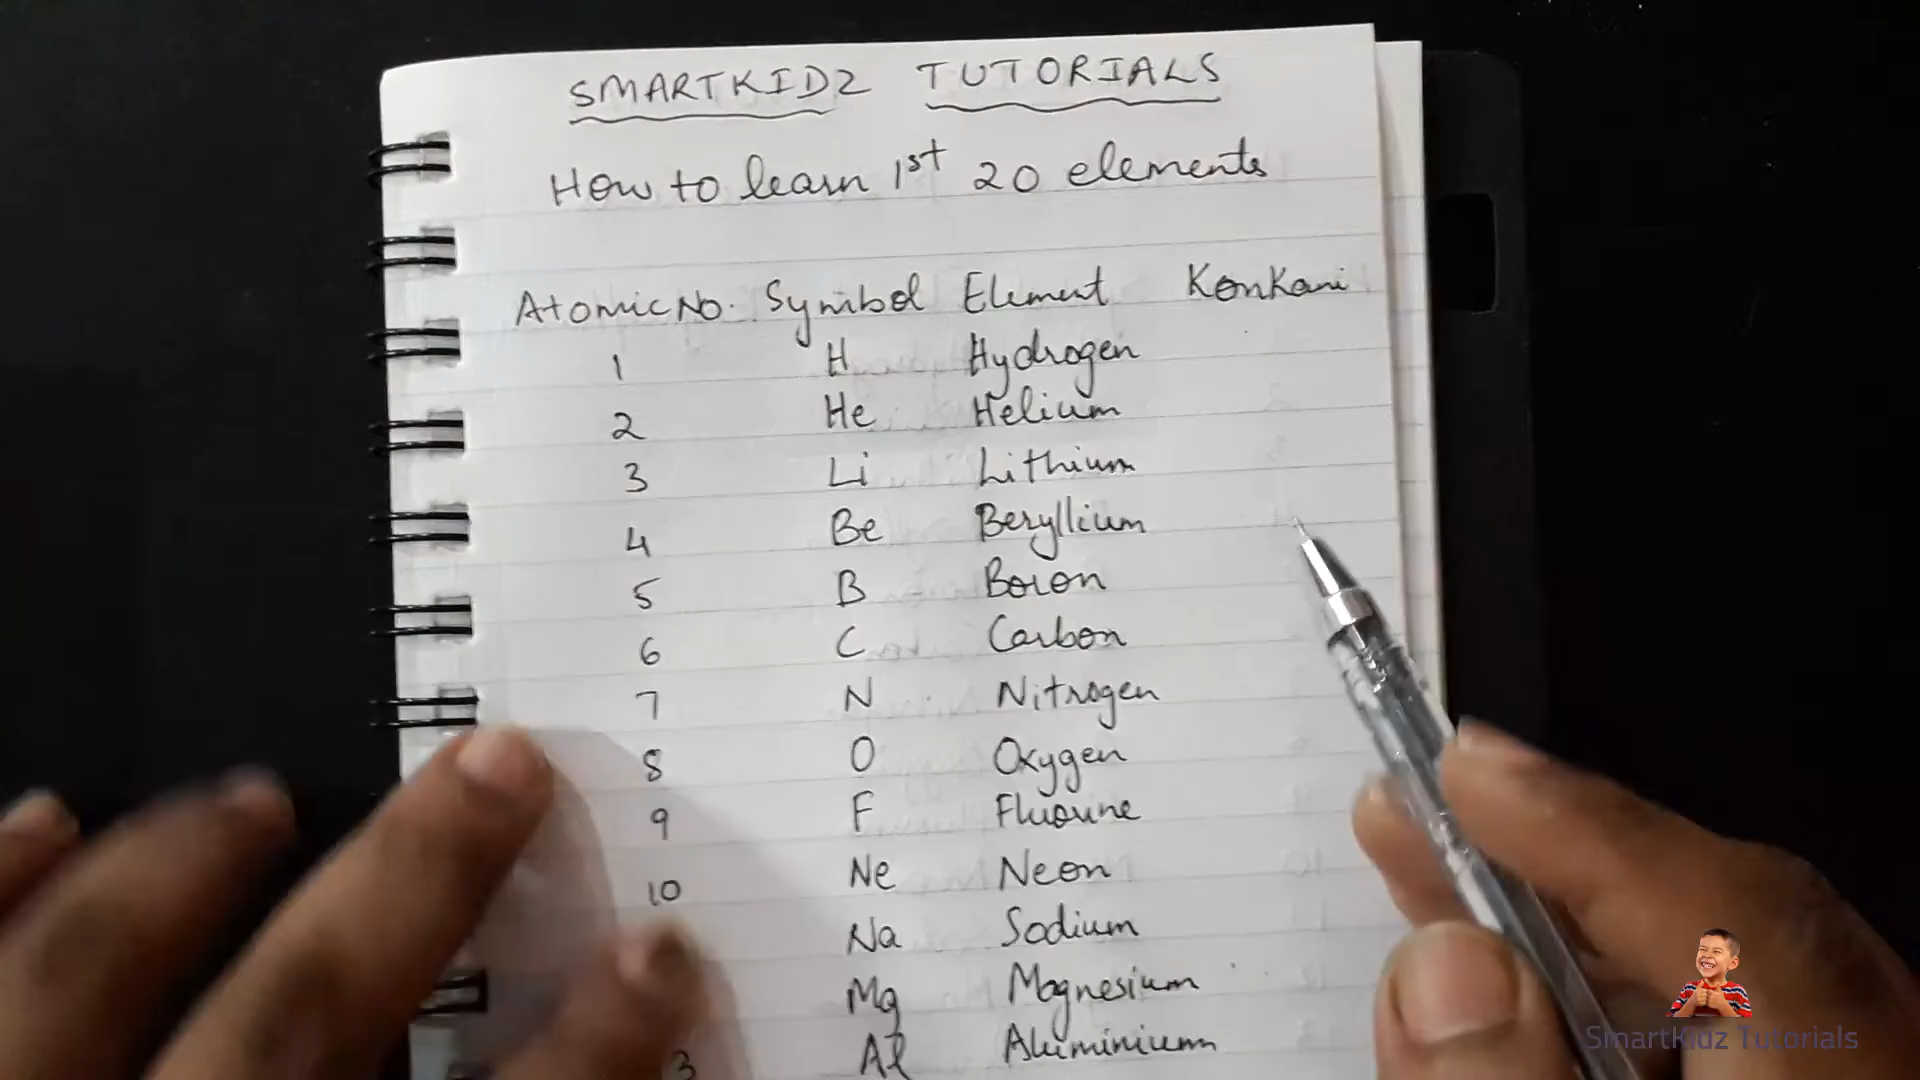 SMARTKIDZ TUTORIALS
How to learn 1st 20 elements
Atomic No. Symbol Element Konkani
1 H Hydrogen
2 He Helium
3 Li Lithium
4 Be Beryllium
5 B Boron
6 C Carbon
7 N Nitrogen
8 O Oxygen
9 F Fluorine
10 Ne Neon
Na Sodium
Mg Magnesium
3 Al Aluminium
SmartKidz Tutorials